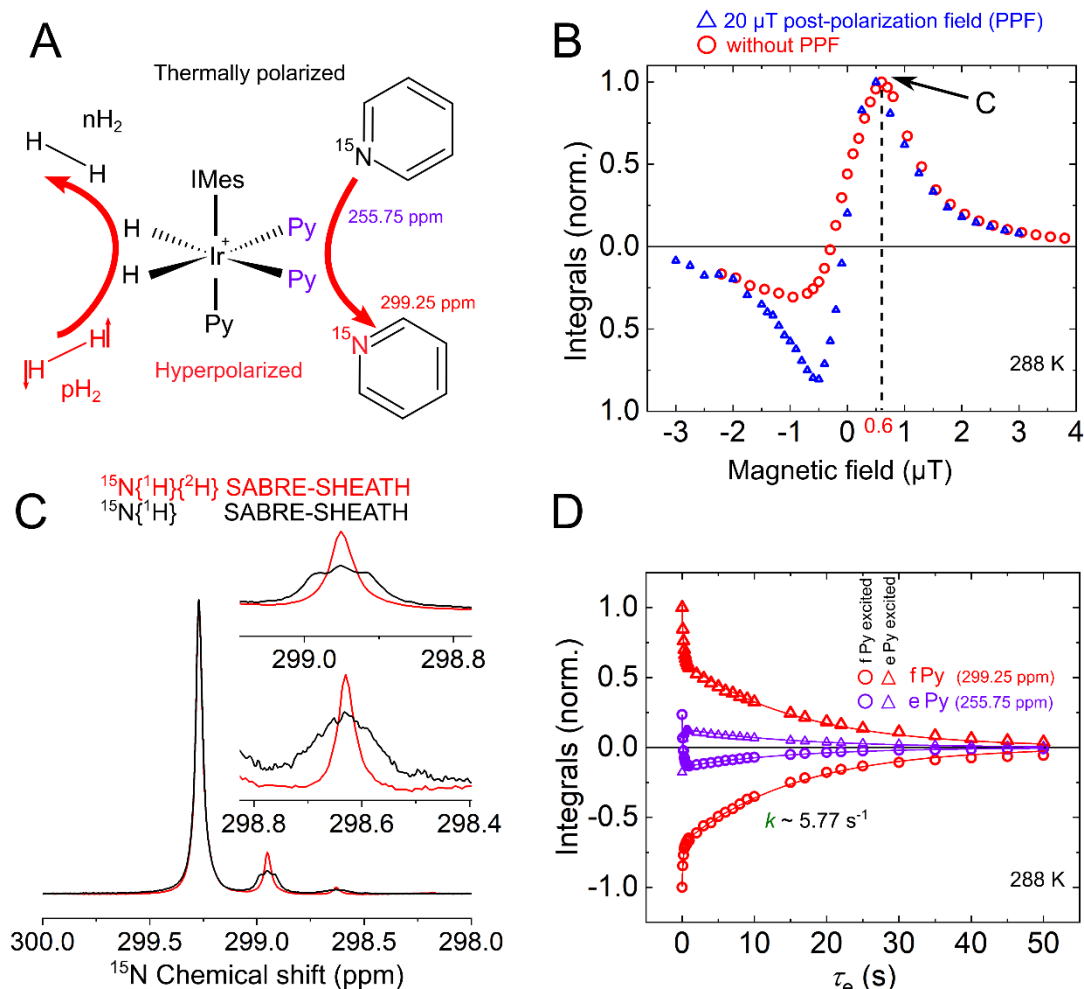 A
Thermally polarized
nH2
H
H
15N
IMes
255.75 ppm
H
Py
Ir+
H
Py
299.25 ppm
Py
15N
H
H
Hyperpolarized
pH2
B
20 µT post-polarization field (PPF)
without PPF
1.0
0.5
0.0
0.5
1.0
Integrals (norm.)
C
288 K
-3 -2 -1 0 0.6 1 2 3 4
Magnetic field (µT)
C
15N{1H}{2H} SABRE-SHEATH
15N{1H} SABRE-SHEATH
299.0 298.8
298.8 298.6 298.4
300.0 299.5 299.0 298.5 298.0
15N Chemical shift (ppm)
D
f Py excited
e Py excited
f Py (299.25 ppm)
e Py (255.75 ppm)
1.0
0.5
0.0
-0.5
-1.0
Integrals (norm.)
k ~ 5.77 s-1
288 K
0 10 20 30 40 50
τe (s)